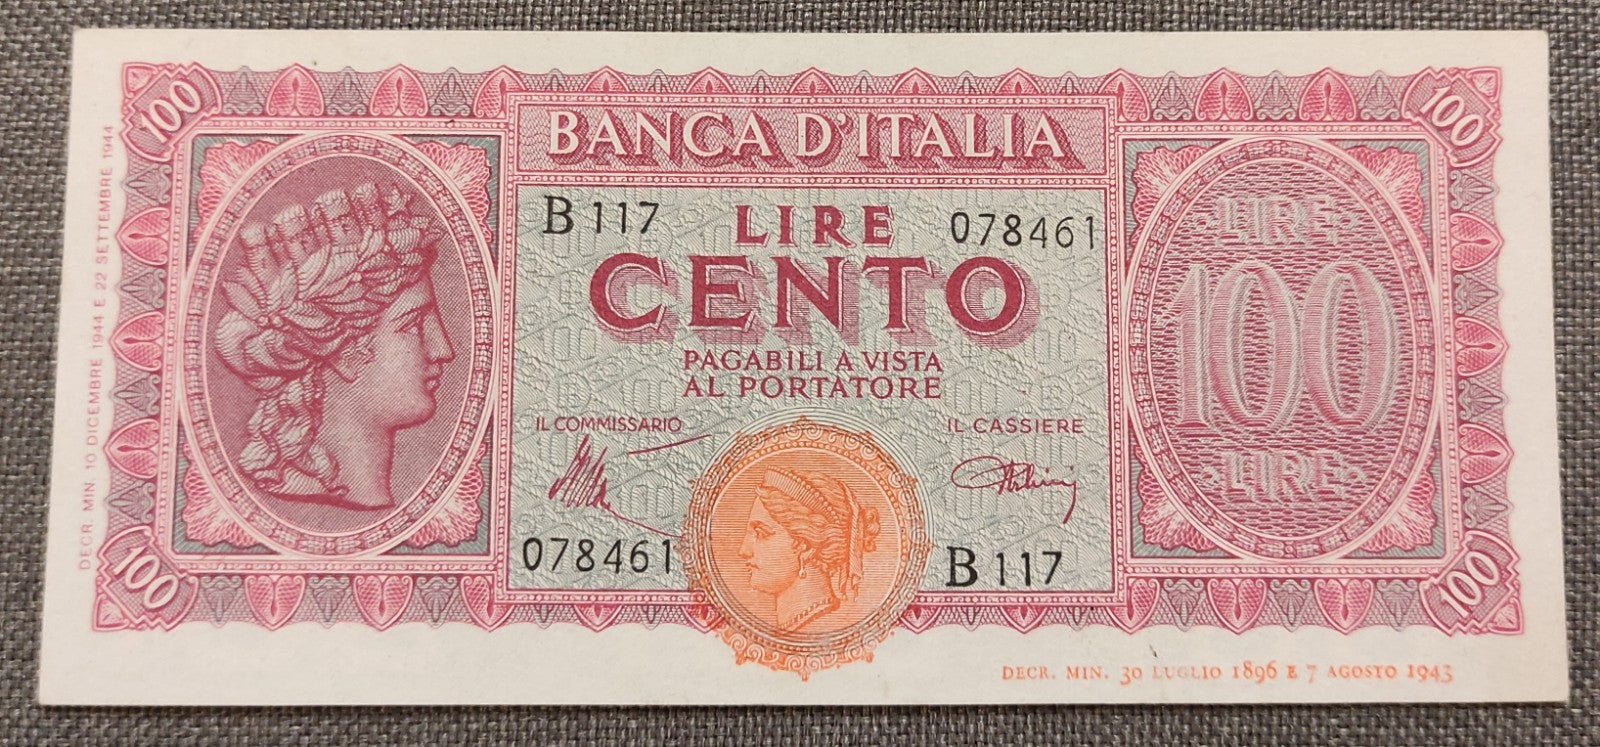 100
100
BANCA D'ITALIA
B 117
LIRE
078461
CENTO
PAGABILI A VISTA
AL PORTATORE
IL COMMISSARIO
IL CASSIERE
078461
B 117
LIRE
100
LIRE
100
100
DECR. MIN. 10 DICEMBRE 1944 E 22 SETTEMBRE 1944
DECR. MIN. 30 LUGLIO 1896 E 7 AGOSTO 1943